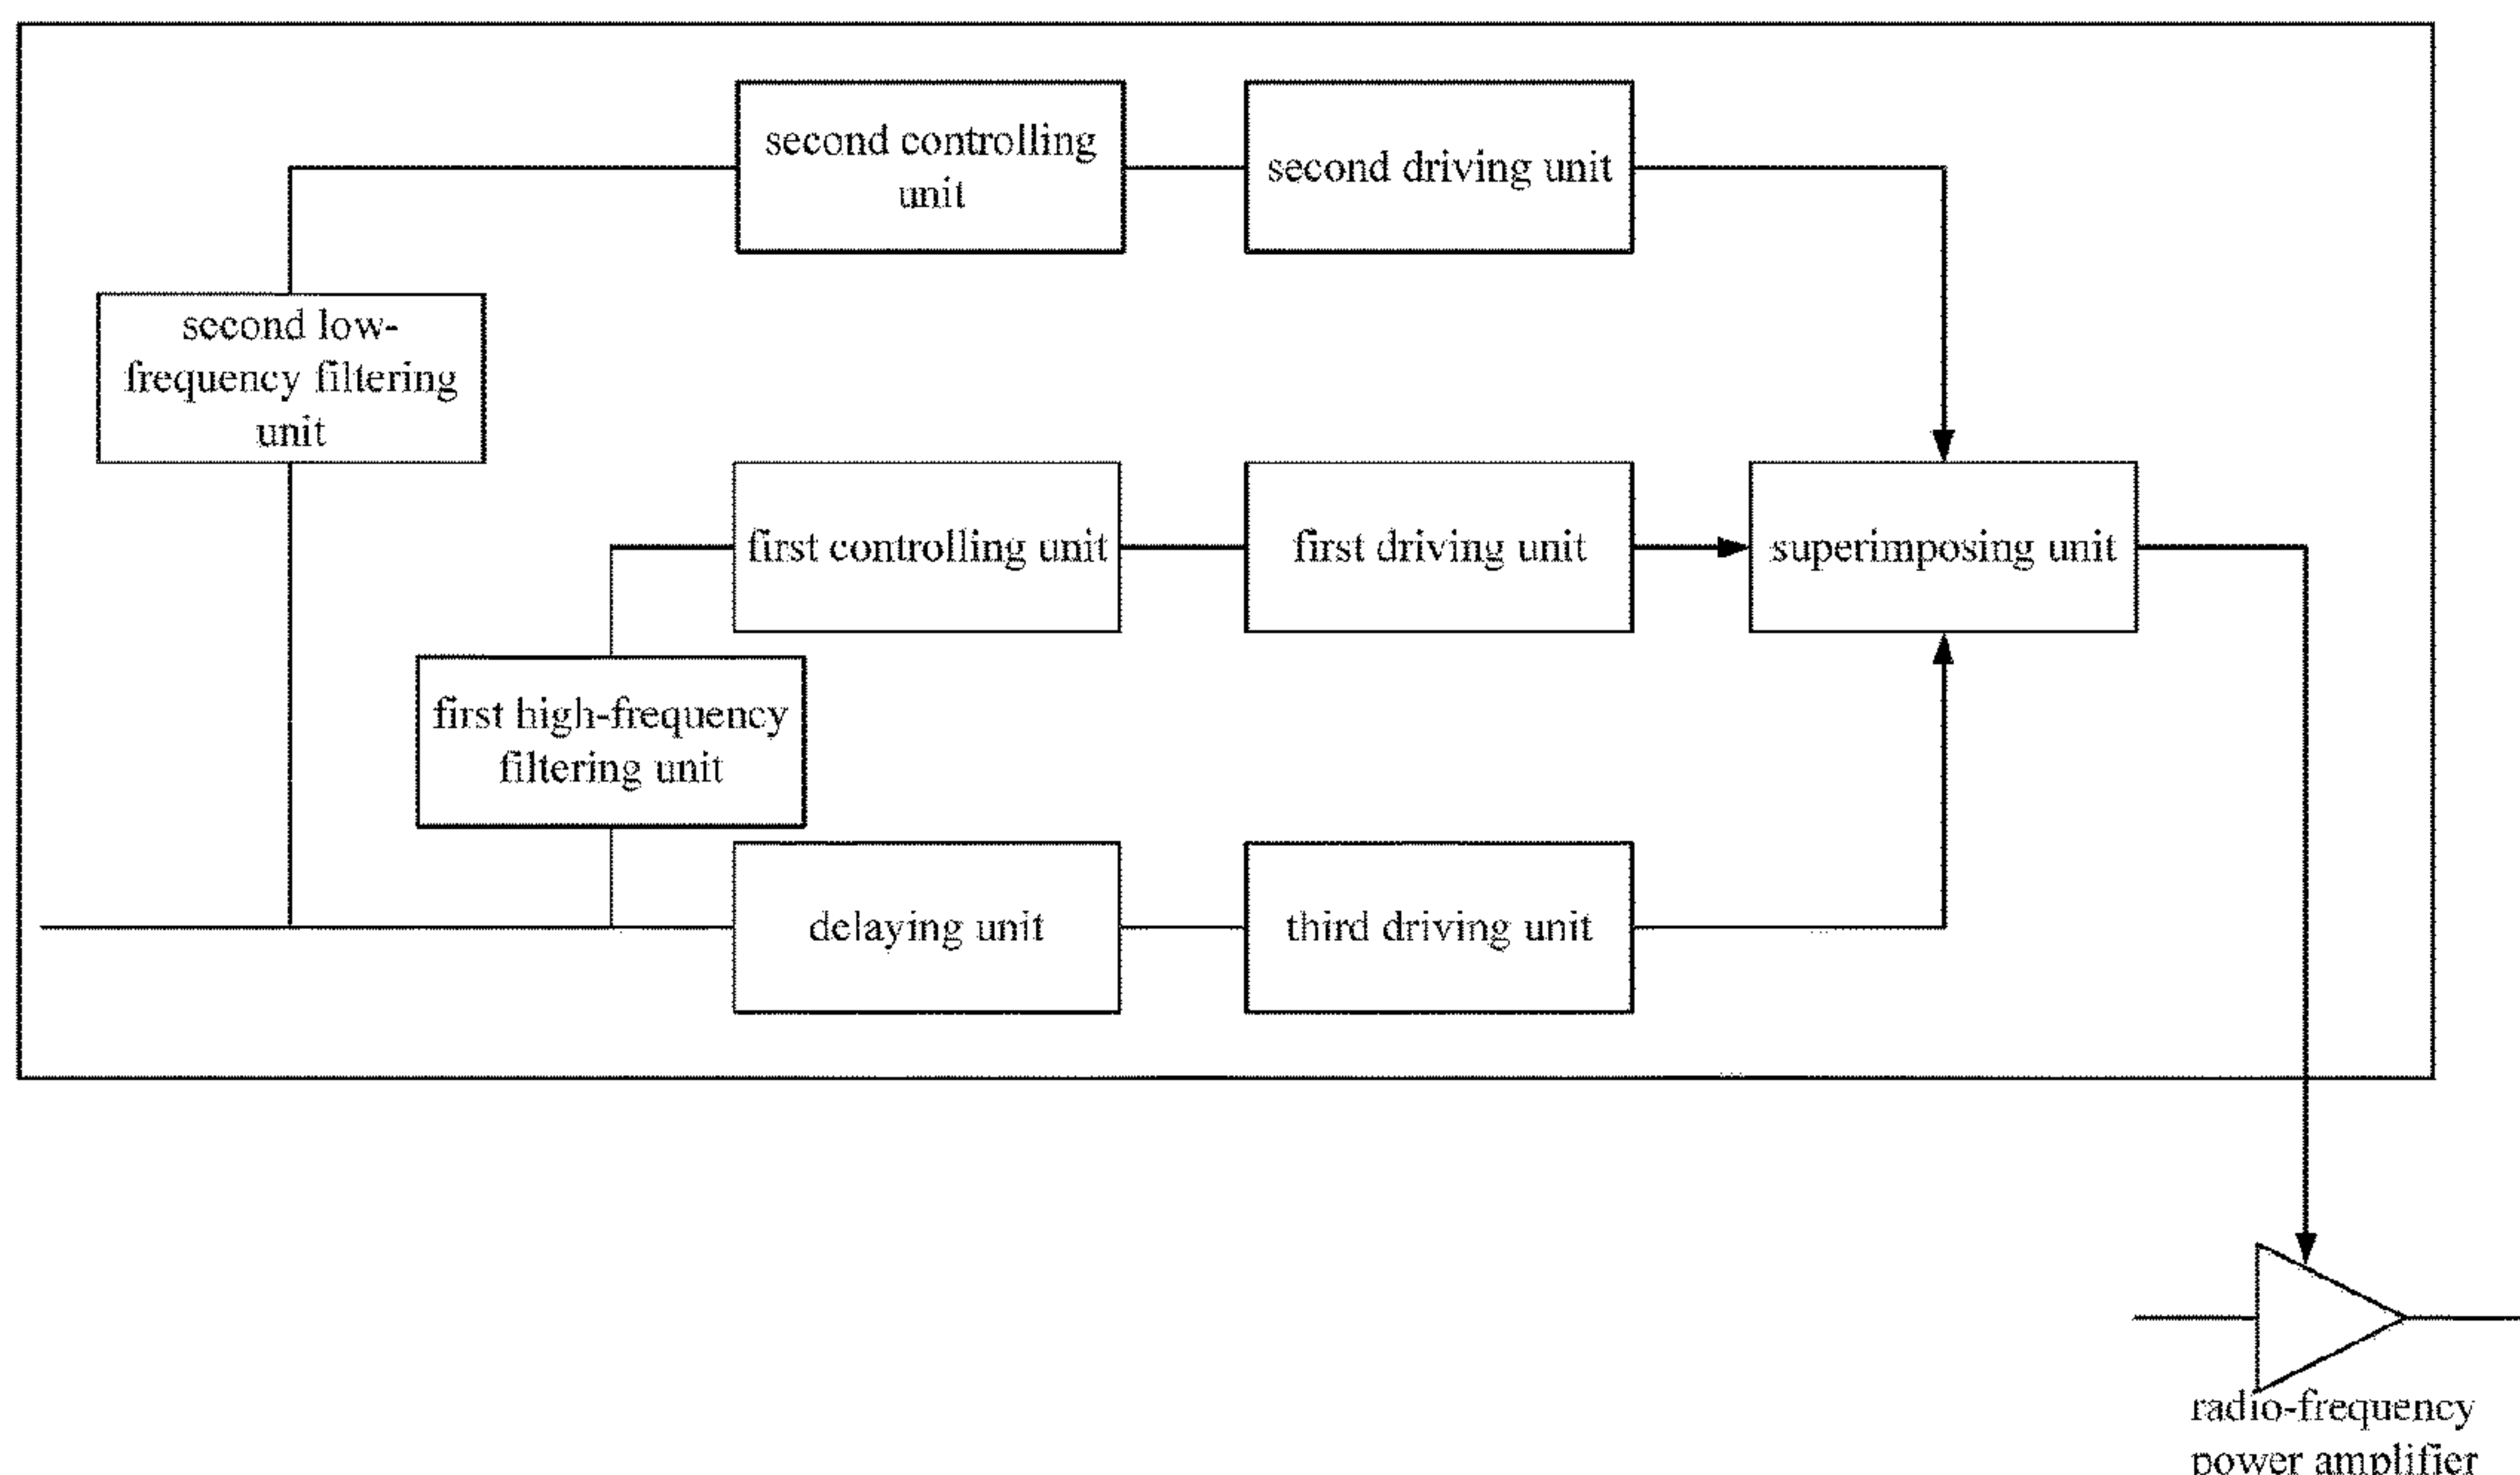 second controlling
unit
second driving unit
second low-
frequency filtering
unit
first controlling unit
first driving unit
superimposing unit
first high-frequency
filtering unit
delaying unit
third driving unit
radio-frequency
power amplifier